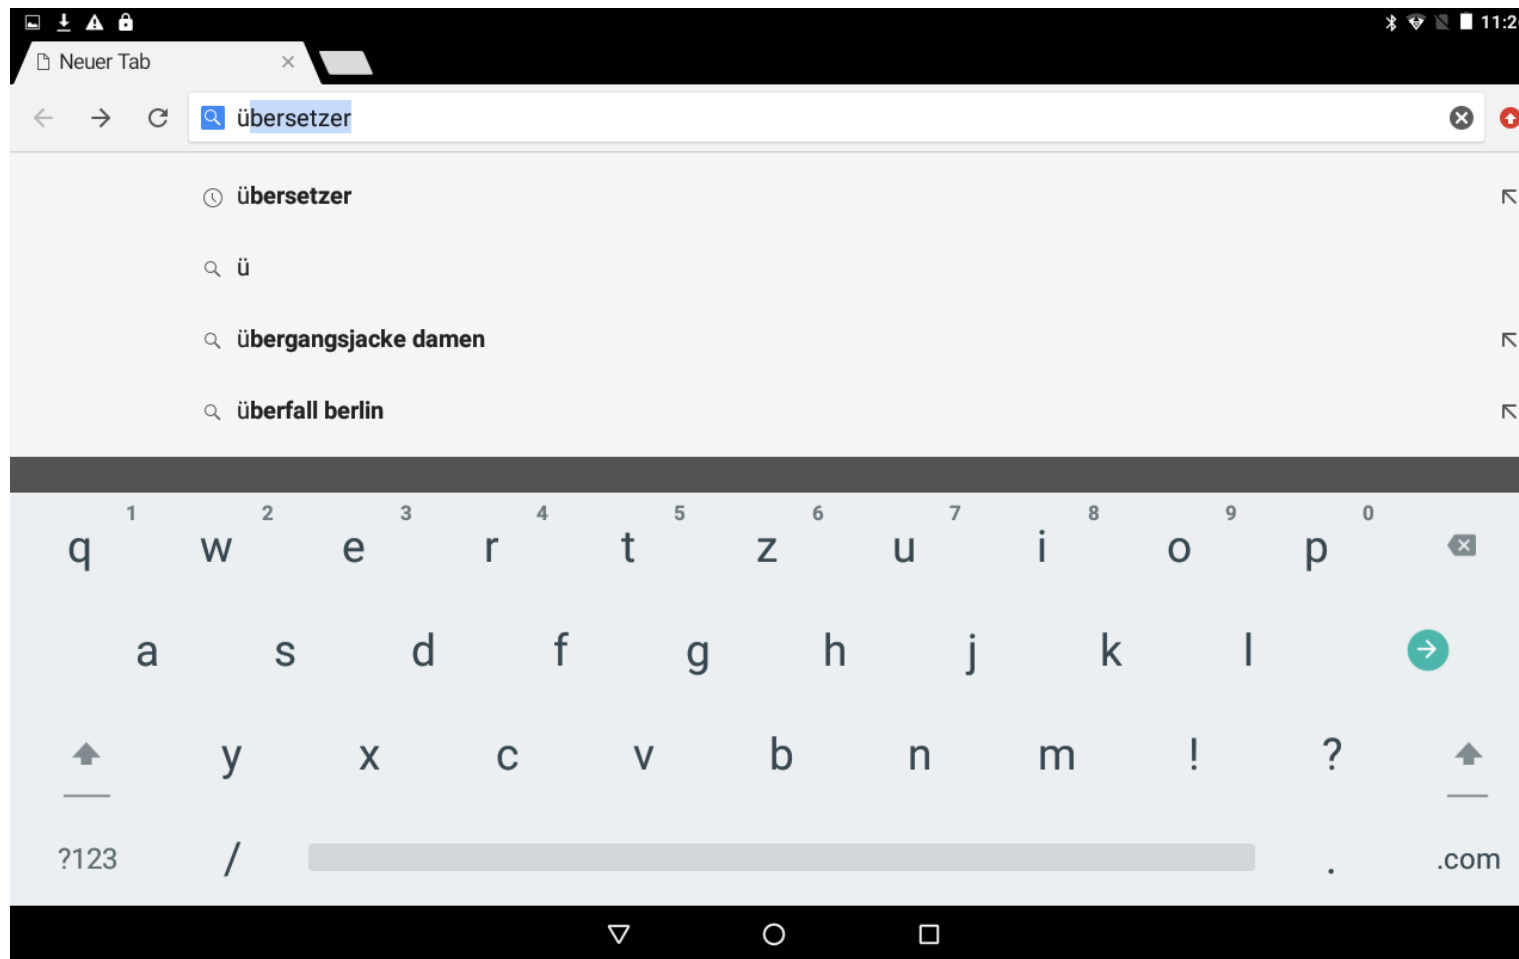 11:2
Neuer Tab
übersetzer
übersetzer
ü
übergangsjacke damen
überfall berlin
1 2 3 4 5 6 7 8 9 0
q w e r t z u i o p
a s d f g h j k l
y x c v b n m ! ?
?123 / . .com